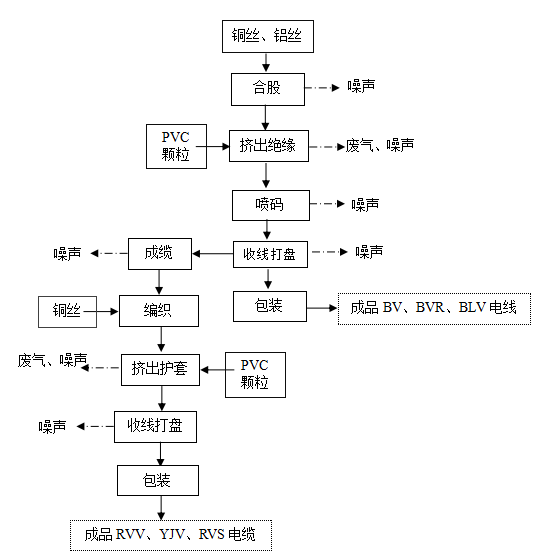 铜丝、铝丝
合股
噪声
PVC
颗粒
挤出绝缘
废气、噪声
喷码
噪声
噪声
成缆
收线打盘
噪声
铜丝
编织
包装
成品 BV、BVR、BLV 电线
废气、噪声
挤出护套
PVC
颗粒
噪声
收线打盘
包装
成品 RVV、YJV、RVS 电缆